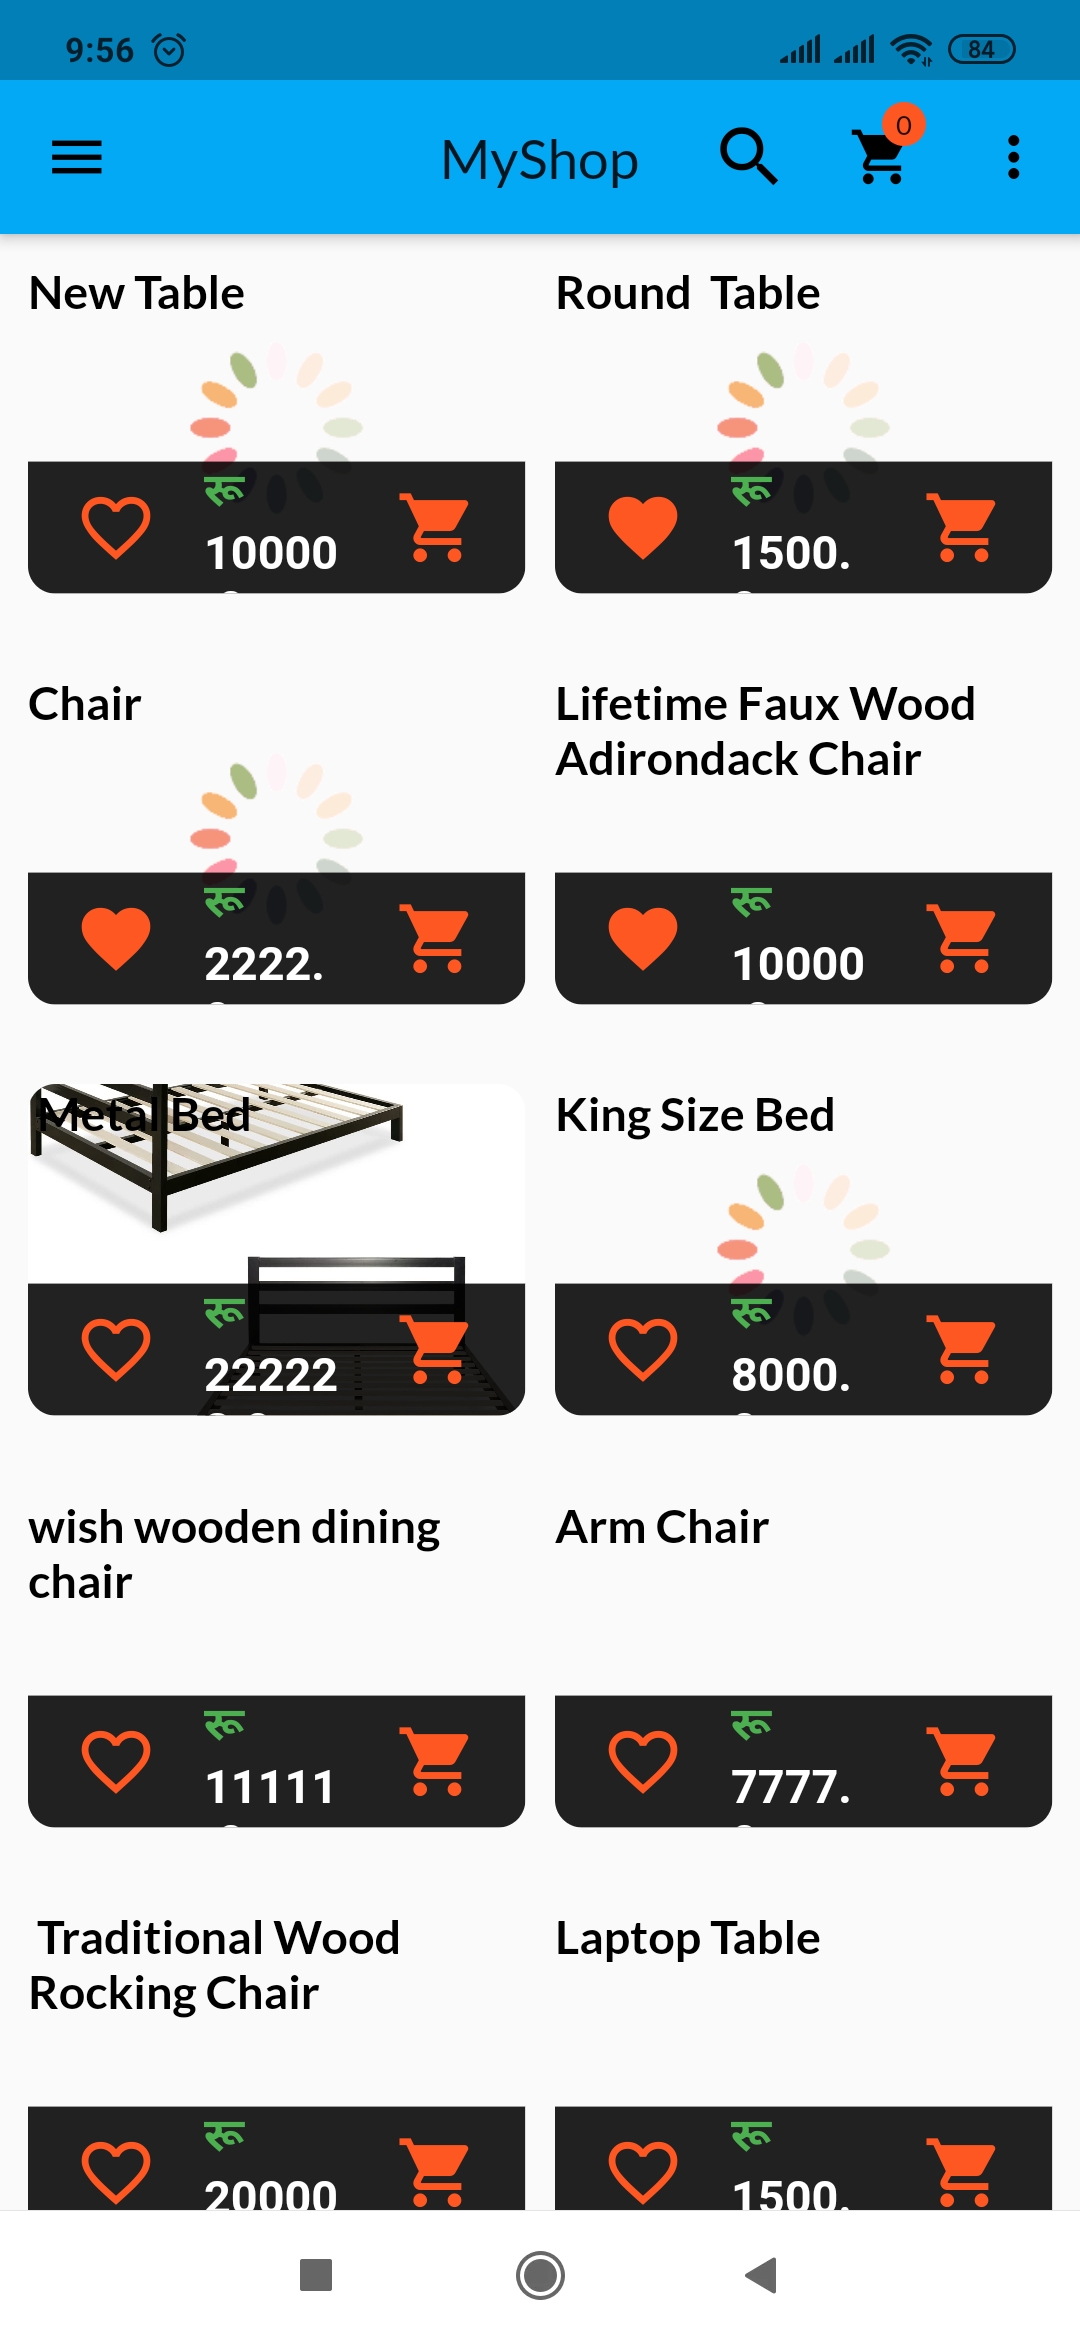 9:56
84
MyShop
0
New Table
Round  Table
रू
10000
रू
1500.
Chair
Lifetime Faux Wood
Adirondack Chair
रू
2222.
रू
10000
Metal Bed
King Size Bed
रू
22222
रू
8000.
wish wooden dining
chair
Arm Chair
रू
11111
रू
7777.
Traditional Wood
Rocking Chair
Laptop Table
रू
20000
रू
1500.